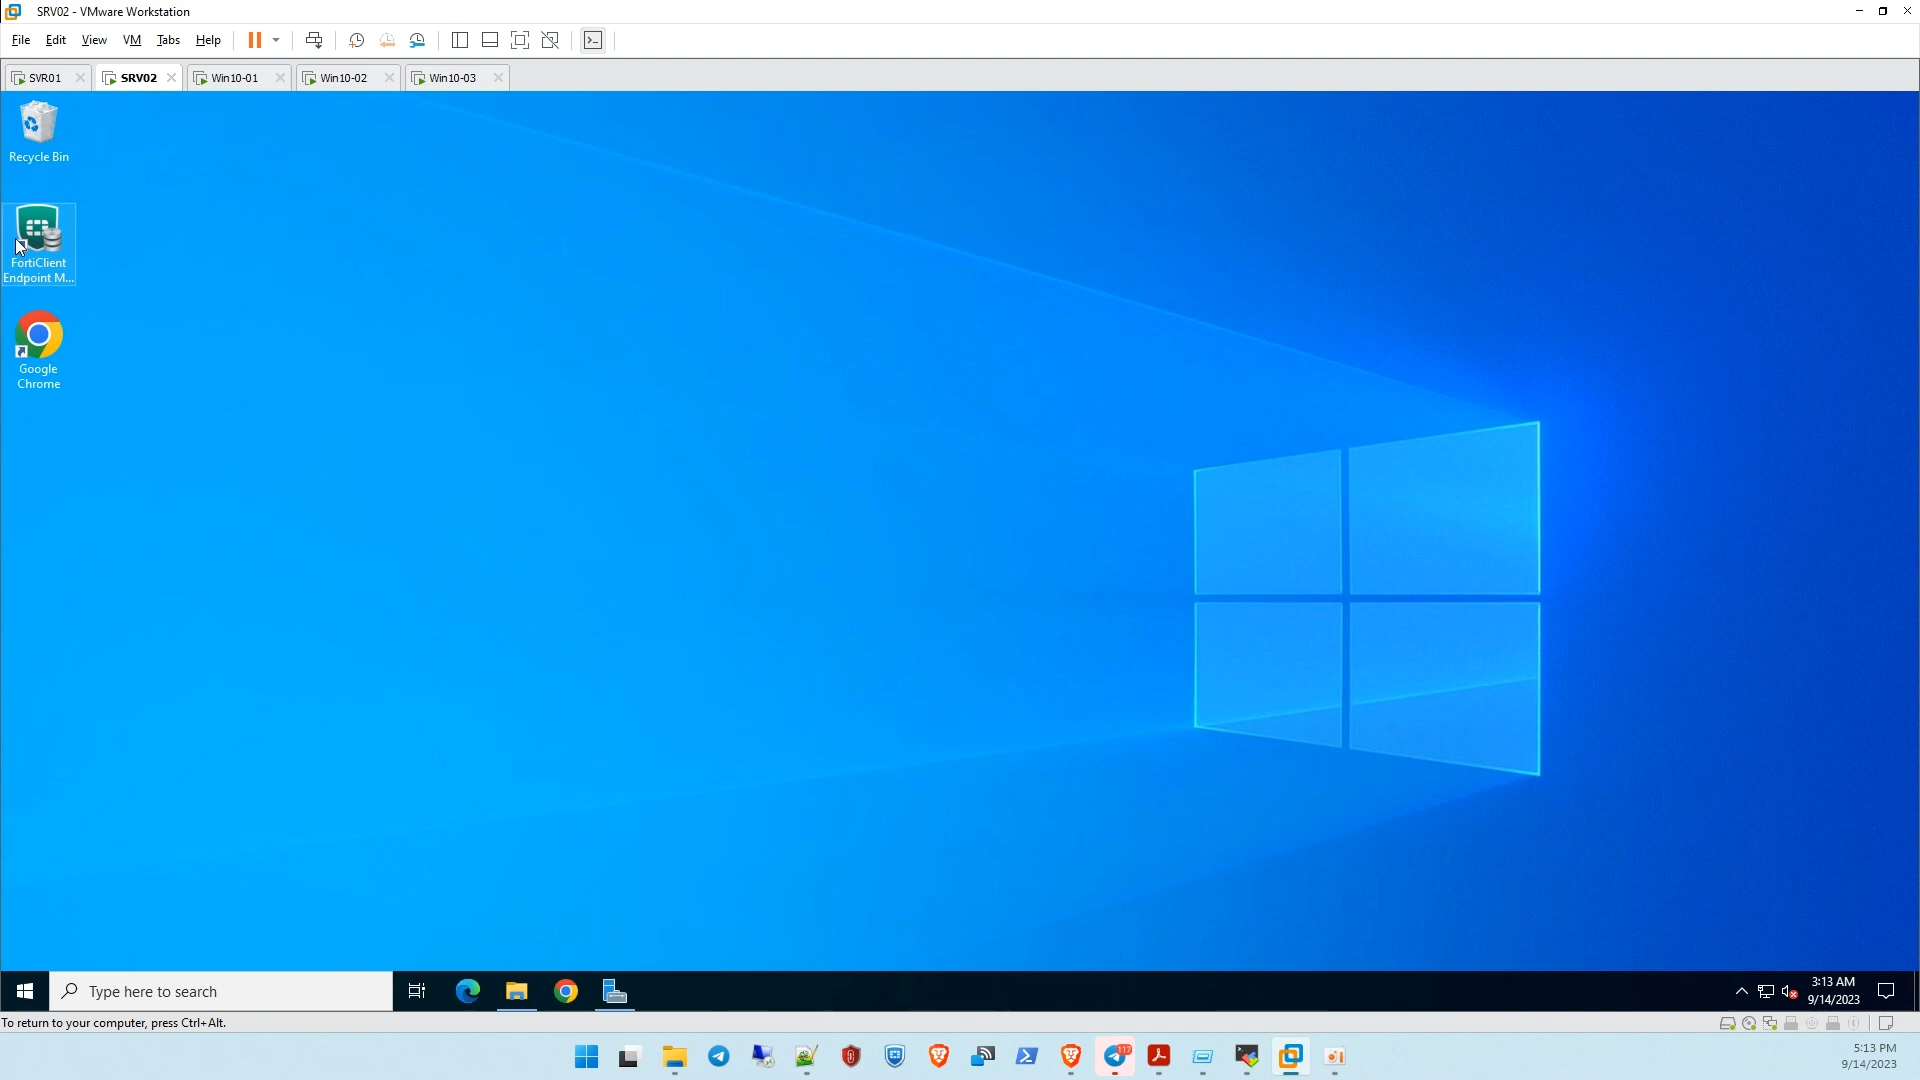 SRV02 - VMware Workstation
File Edit View VM Tabs Help
SVR01 SRV02 Win10-01 Win10-02 Win10-03
Recycle Bin
FortiClient
Endpoint M...
Google
Chrome
Type here to search
3:13 AM
9/14/2023
To return to your computer, press Ctrl+Alt.
117
5:13 PM
9/14/2023